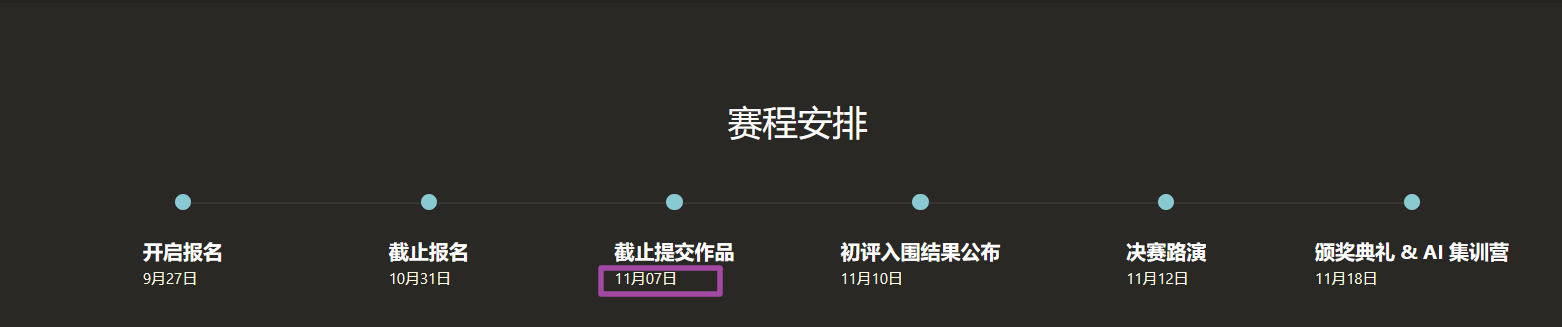 赛程安排
开启报名
9月27日
截止报名
10月31日
截止提交作品
11月07日
初评入围结果公布
11月10日
决赛路演
11月12日
颁奖典礼 & AI 集训营
11月18日